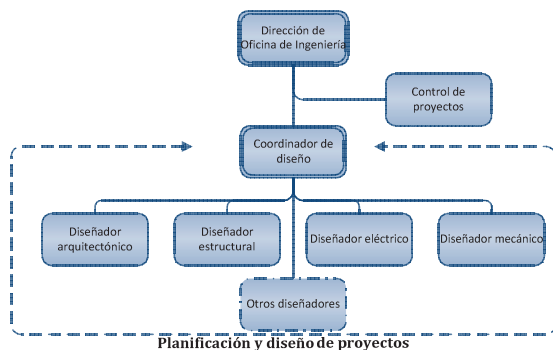 Dirección de
Oficina de Ingeniería
Control de
proyectos
Coordinador de
diseño
Diseñador
arquitectónico
Diseñador
estructural
Diseñador eléctrico
Diseñador mecánico
Otros diseñadores
Planificación y diseño de proyectos